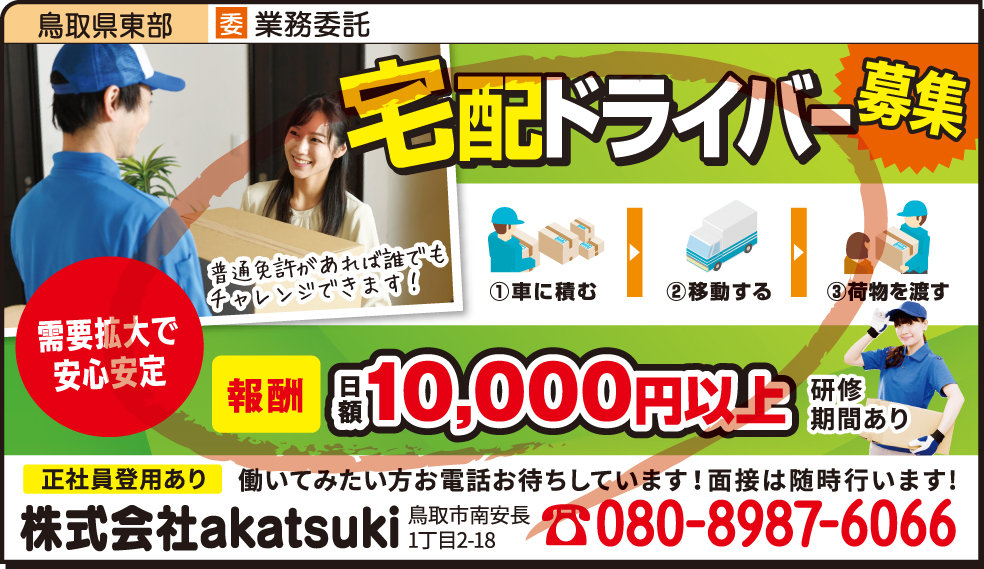 鳥取県東部
委 業務委託
宅配ドライバー募集
普通免許があれば誰でも
チャレンジできます！
①車に積む
②移動する
③荷物を渡す
需要拡大で
安心安定
報酬
日額10,000円以上
研修
期間あり
正社員登用あり
働いてみたい方お電話お待ちしています！面接は随時行います！
株式会社akatsuki
鳥取市南安長
1丁目2-18
☎080-8987-6066